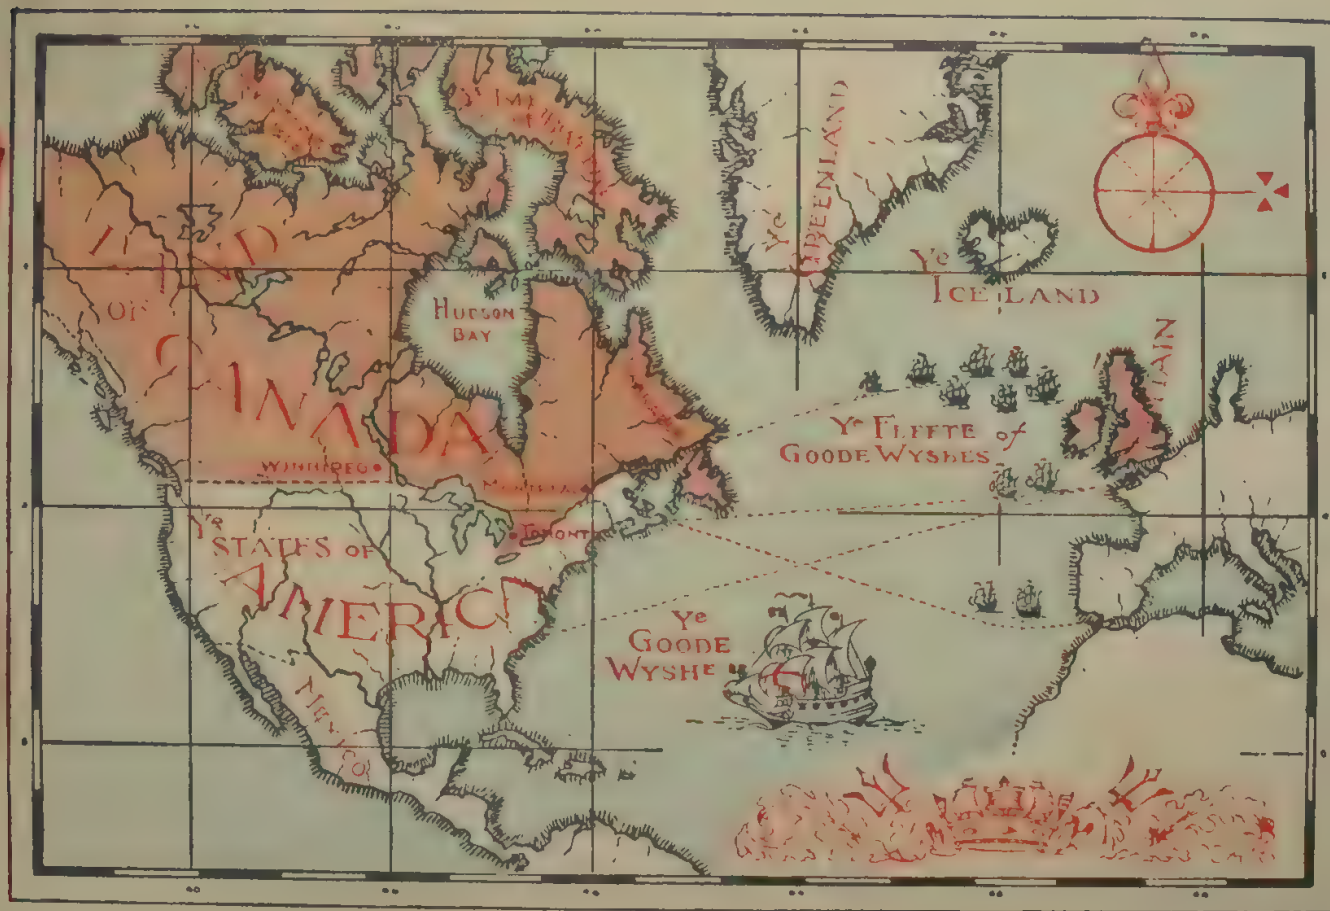 LAND
OF
CANADA
HUDSON
BAY
WINNIPEG
MONTREAL
TORONTO
Ye
STATES OF
AMERICA
MEXICO
Ye
GREENLAND
Ye
ICELAND
Ye FLEETE of
GOODE WYSHES
Ye
GOODE
WYSHE